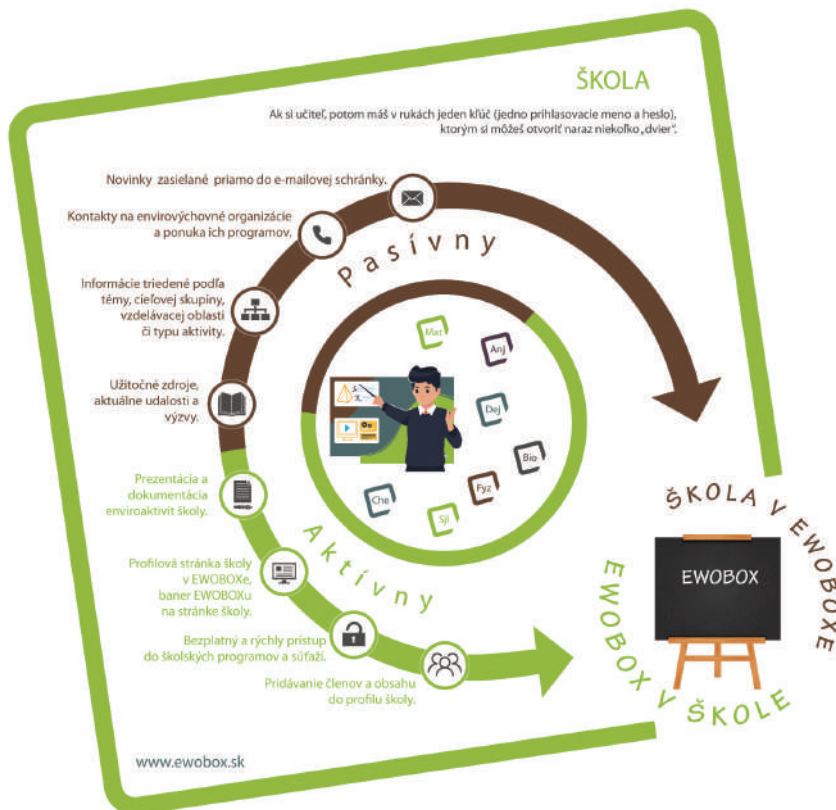 ŠKOLA
Ak si učiteľ, potom máš v rukách jeden kľúč (jedno prihlasovacie meno a heslo),
ktorým si môžeš otvoriť naraz niekoľko „dvier“.
Novinky zasielané priamo do e-mailovej schránky.
Kontakty na envirovýchovné organizácie
a ponuka ich programov.
Pasívny
Informácie triedené podľa
témy, cieľovej skupiny,
vzdelávacej oblasti
či typu aktivity.
Mat
Anj
Užitočné zdroje,
aktuálne udalosti a
výzvy.
Dej
Bio
Fyz
Che
Sjl
Prezentácia a
dokumentácia
enviroaktivít školy.
Aktívny
Profilová stránka školy
v EWOBOXe,
baner EWOBOXu
na stránke školy.
Bezplatný a rýchly prístup
do školských programov a súťaží.
Pridávanie členov a obsahu
do profilu školy.
ŠKOLA V EWOBOXE
EWOBOX
EWOBOX V ŠKOLE
www.ewobox.sk